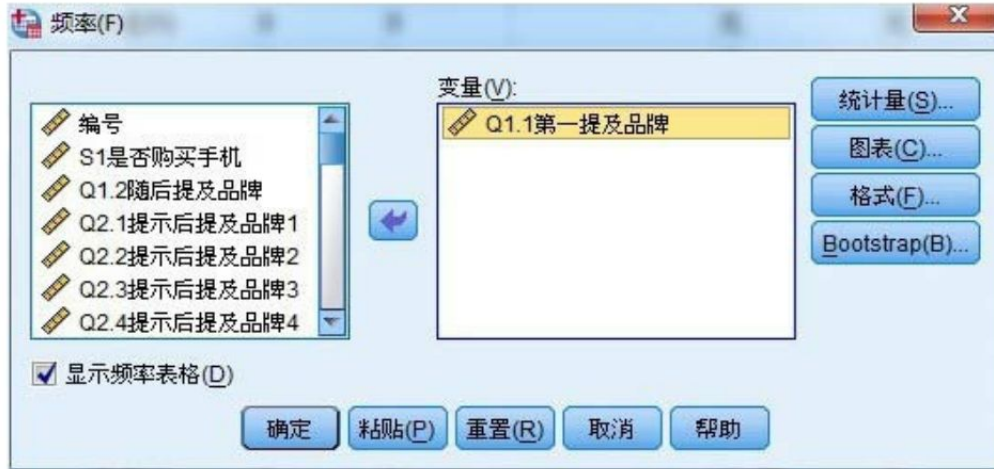 频率(F)
变量(V):
编号
S1是否购买手机
Q1.2随后提及品牌
Q2.1提示后提及品牌1
Q2.2提示后提及品牌2
Q2.3提示后提及品牌3
Q2.4提示后提及品牌4
Q1.1第一提及品牌
统计量(S)...
图表(C)...
格式(F)...
Bootstrap(B)...
显示频率表格(D)
确定 粘贴(P) 重置(R) 取消 帮助